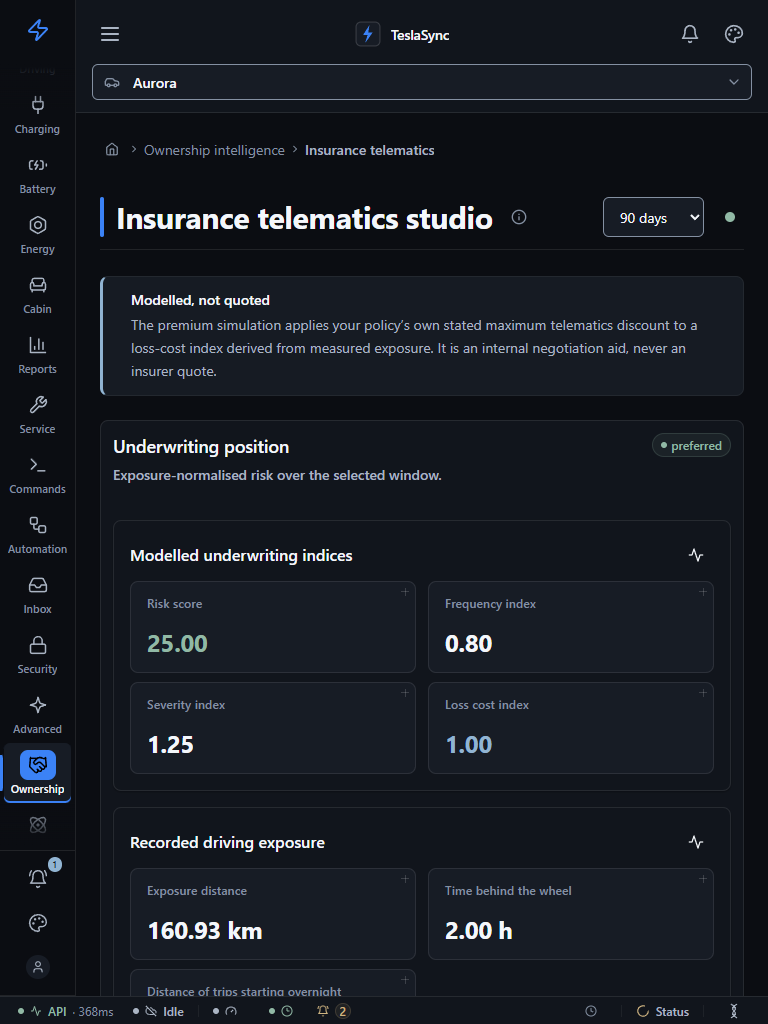 TeslaSync
Aurora
Driving
Charging
Battery
Energy
Cabin
Reports
Service
Commands
Automation
Inbox
Security
Advanced
Ownership
1
Ownership intelligence > Insurance telematics
Insurance telematics studio
90 days
Modelled, not quoted
The premium simulation applies your policy’s own stated maximum telematics discount to a
loss-cost index derived from measured exposure. It is an internal negotiation aid, never an
insurer quote.
Underwriting position
preferred
Exposure-normalised risk over the selected window.
Modelled underwriting indices
Risk score
25.00
Frequency index
0.80
Severity index
1.25
Loss cost index
1.00
Recorded driving exposure
Exposure distance
160.93 km
Time behind the wheel
2.00 h
Distance of trips starting overnight
API · 368ms
Idle
2
Status